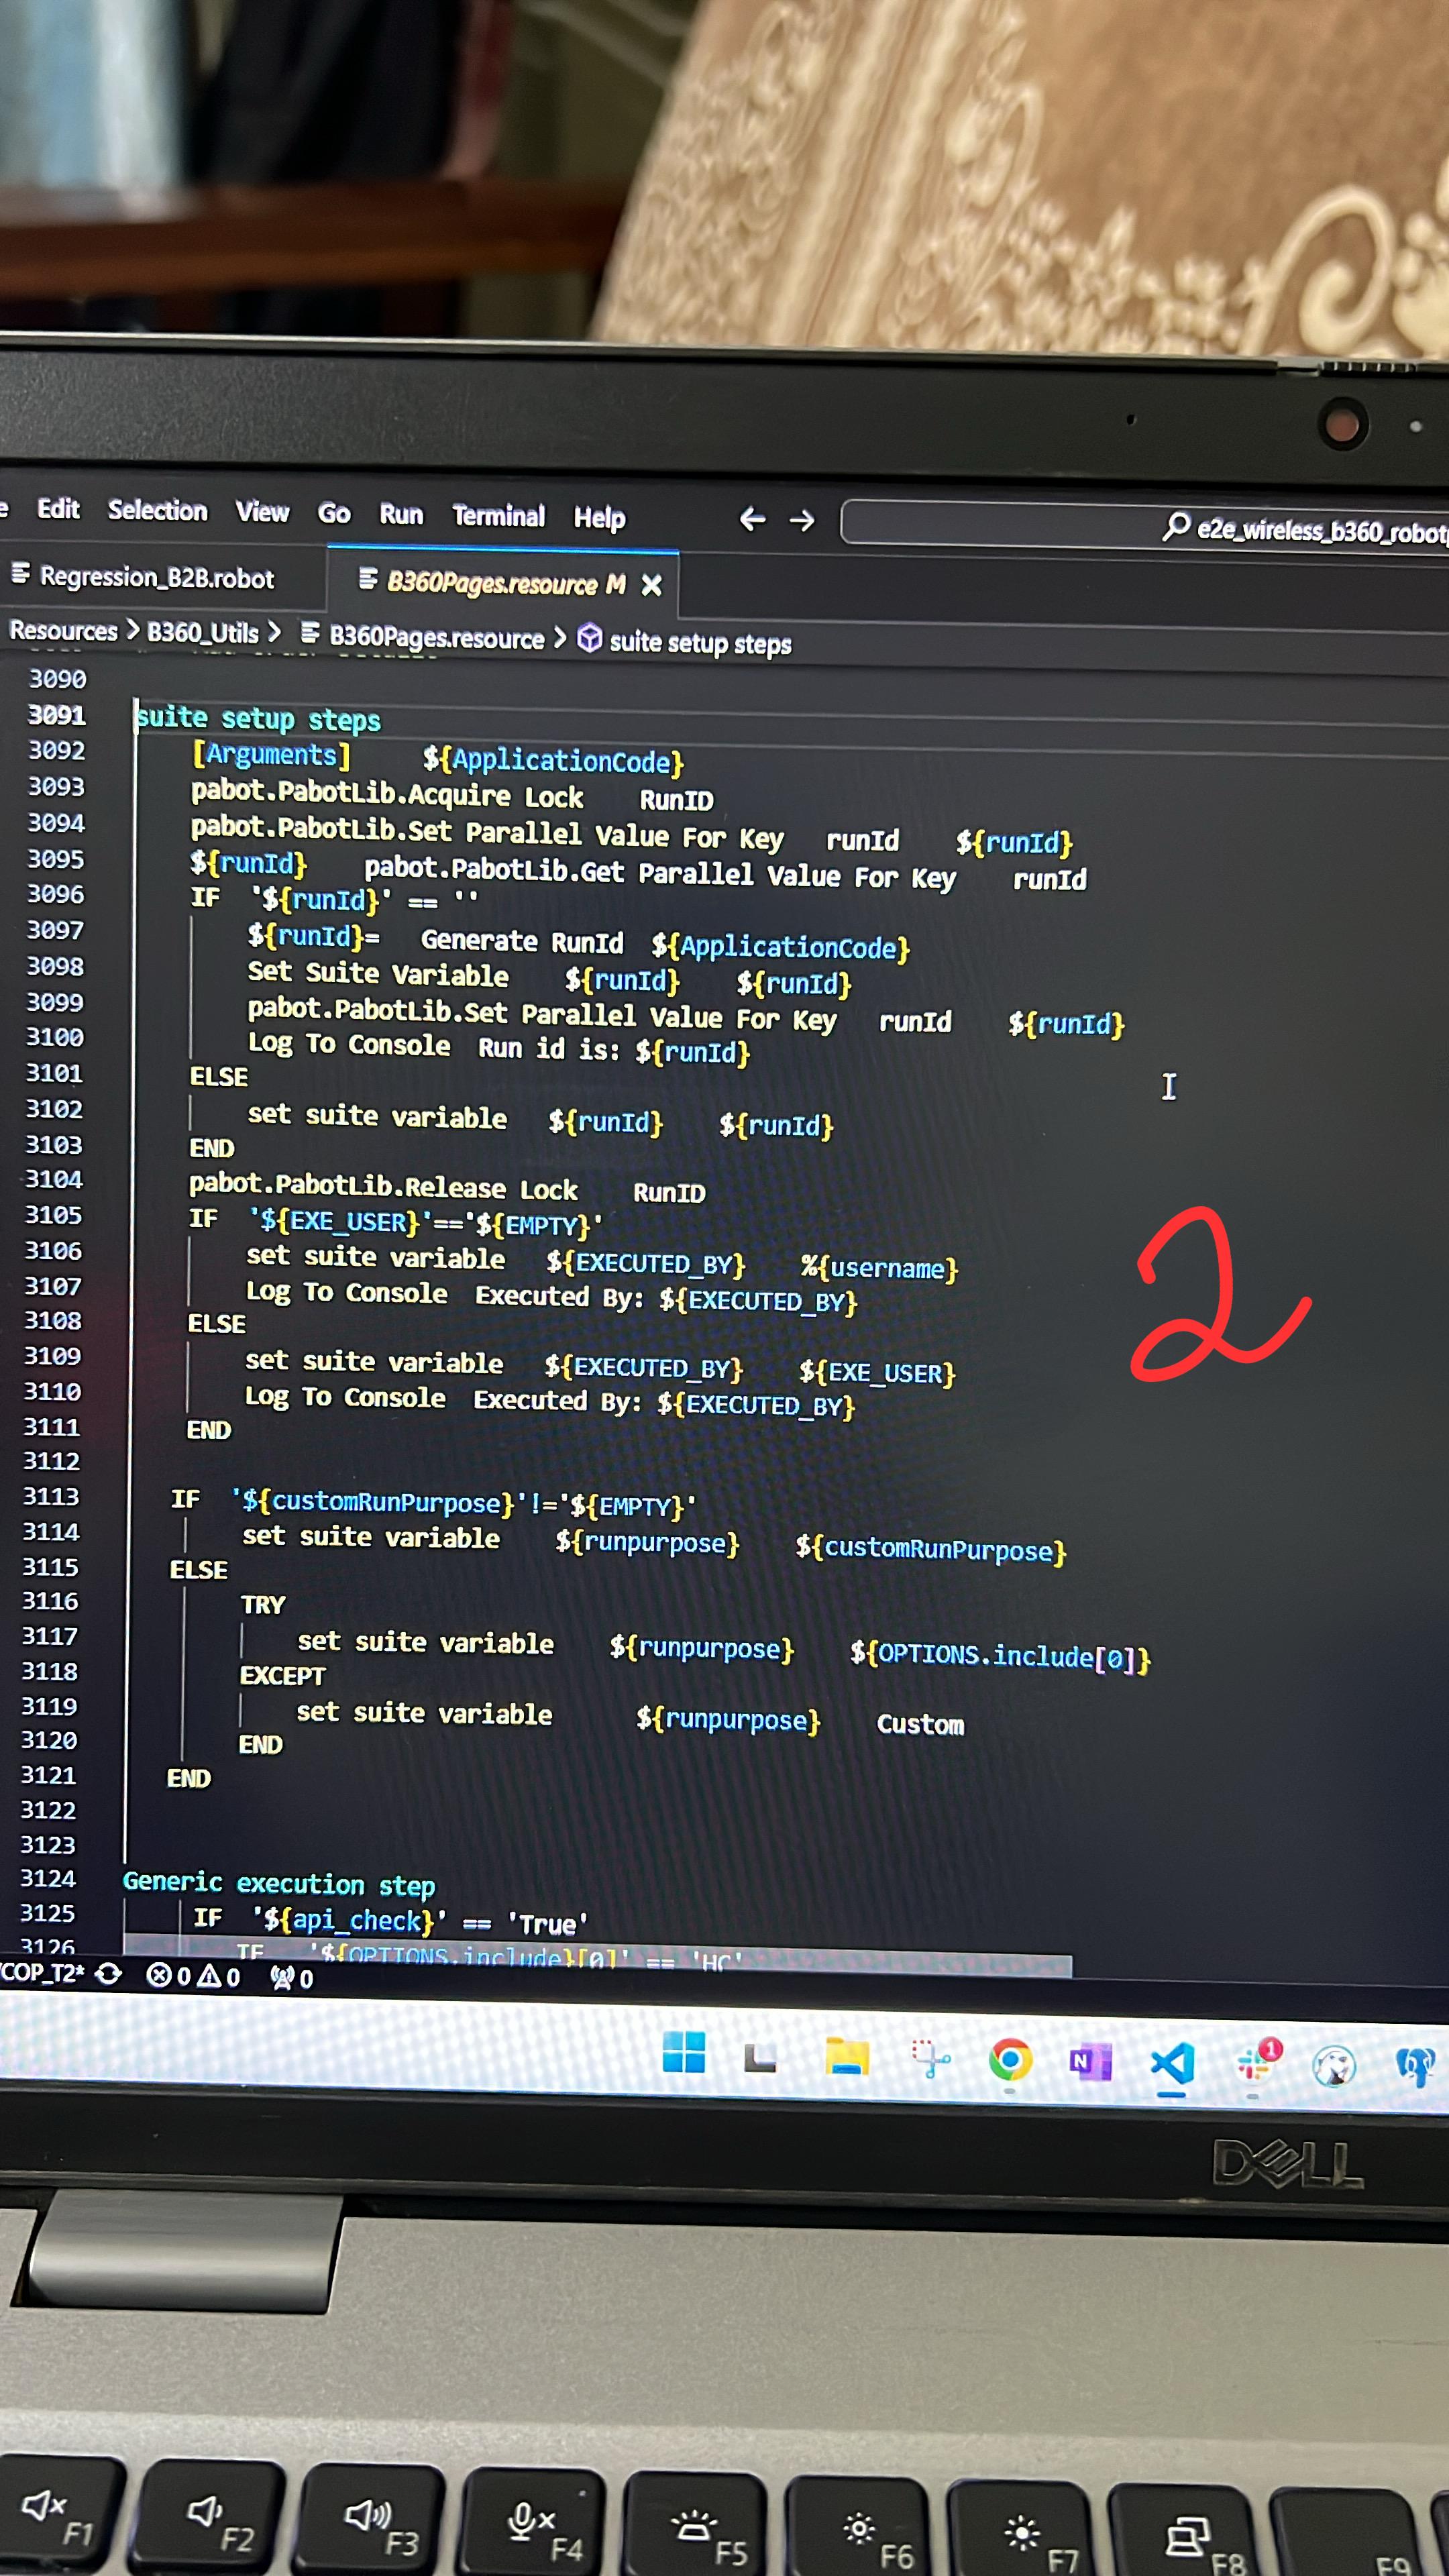 Edit Selection View Go Run Terminal Help
e2e_wireless_b360_robot
Regression_B2B.robot
B360Pages.resource M
Resources > B360_Utils > B360Pages.resource > suite setup steps
3090
3091 suite setup steps
3092 [Arguments] ${ApplicationCode}
3093 pabot.PabotLib.Acquire Lock RunID
3094 pabot.PabotLib.Set Parallel Value For Key runId ${runId}
3095 ${runId} pabot.PabotLib.Get Parallel Value For Key runId
3096 IF '${runId}' == ''
3097 ${runId}= Generate RunId ${ApplicationCode}
3098 Set Suite Variable ${runId} ${runId}
3099 pabot.PabotLib.Set Parallel Value For Key runId ${runId}
3100 Log To Console Run id is: ${runId}
3101 ELSE
3102 set suite variable ${runId} ${runId}
3103 END
3104 pabot.PabotLib.Release Lock RunID
3105 IF '${EXE_USER}'=='${EMPTY}'
3106 set suite variable ${EXECUTED_BY} %{username}
3107 Log To Console Executed By: ${EXECUTED_BY}
3108 ELSE
3109 set suite variable ${EXECUTED_BY} ${EXE_USER}
3110 Log To Console Executed By: ${EXECUTED_BY}
3111 END
3112
3113 IF '${customRunPurpose}'!='${EMPTY}'
3114 set suite variable ${runpurpose} ${customRunPurpose}
3115 ELSE
3116 TRY
3117 set suite variable ${runpurpose} ${OPTIONS.include[0]}
3118 EXCEPT
3119 set suite variable ${runpurpose} Custom
3120 END
3121 END
3122
3123
3124 Generic execution step
3125 IF '${api_check}' == 'True'
3126 IF '${OPTIONS.include}[0]' == 'HC'
2
COP_T2* 0 0 0
1
DELL
F1 F2 F3 F4 F5 F6 F7 F8 F9